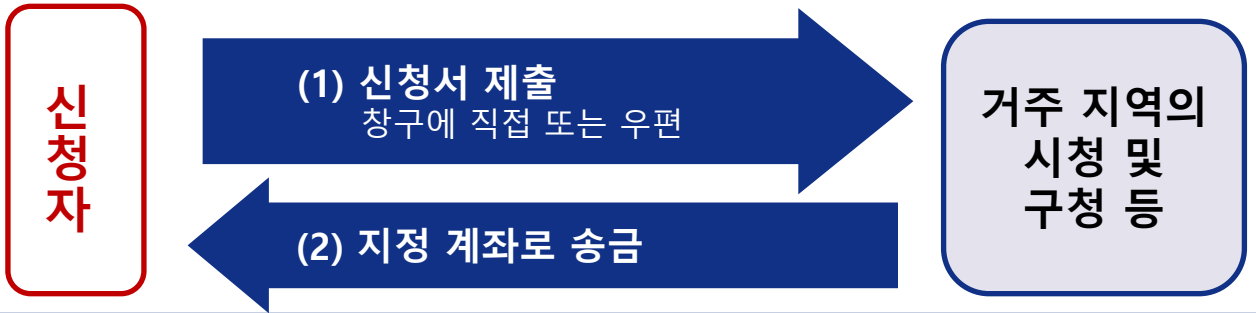 신청자
(1) 신청서 제출
창구에 직접 또는 우편
(2) 지정 계좌로 송금
거주 지역의
시청 및
구청 등